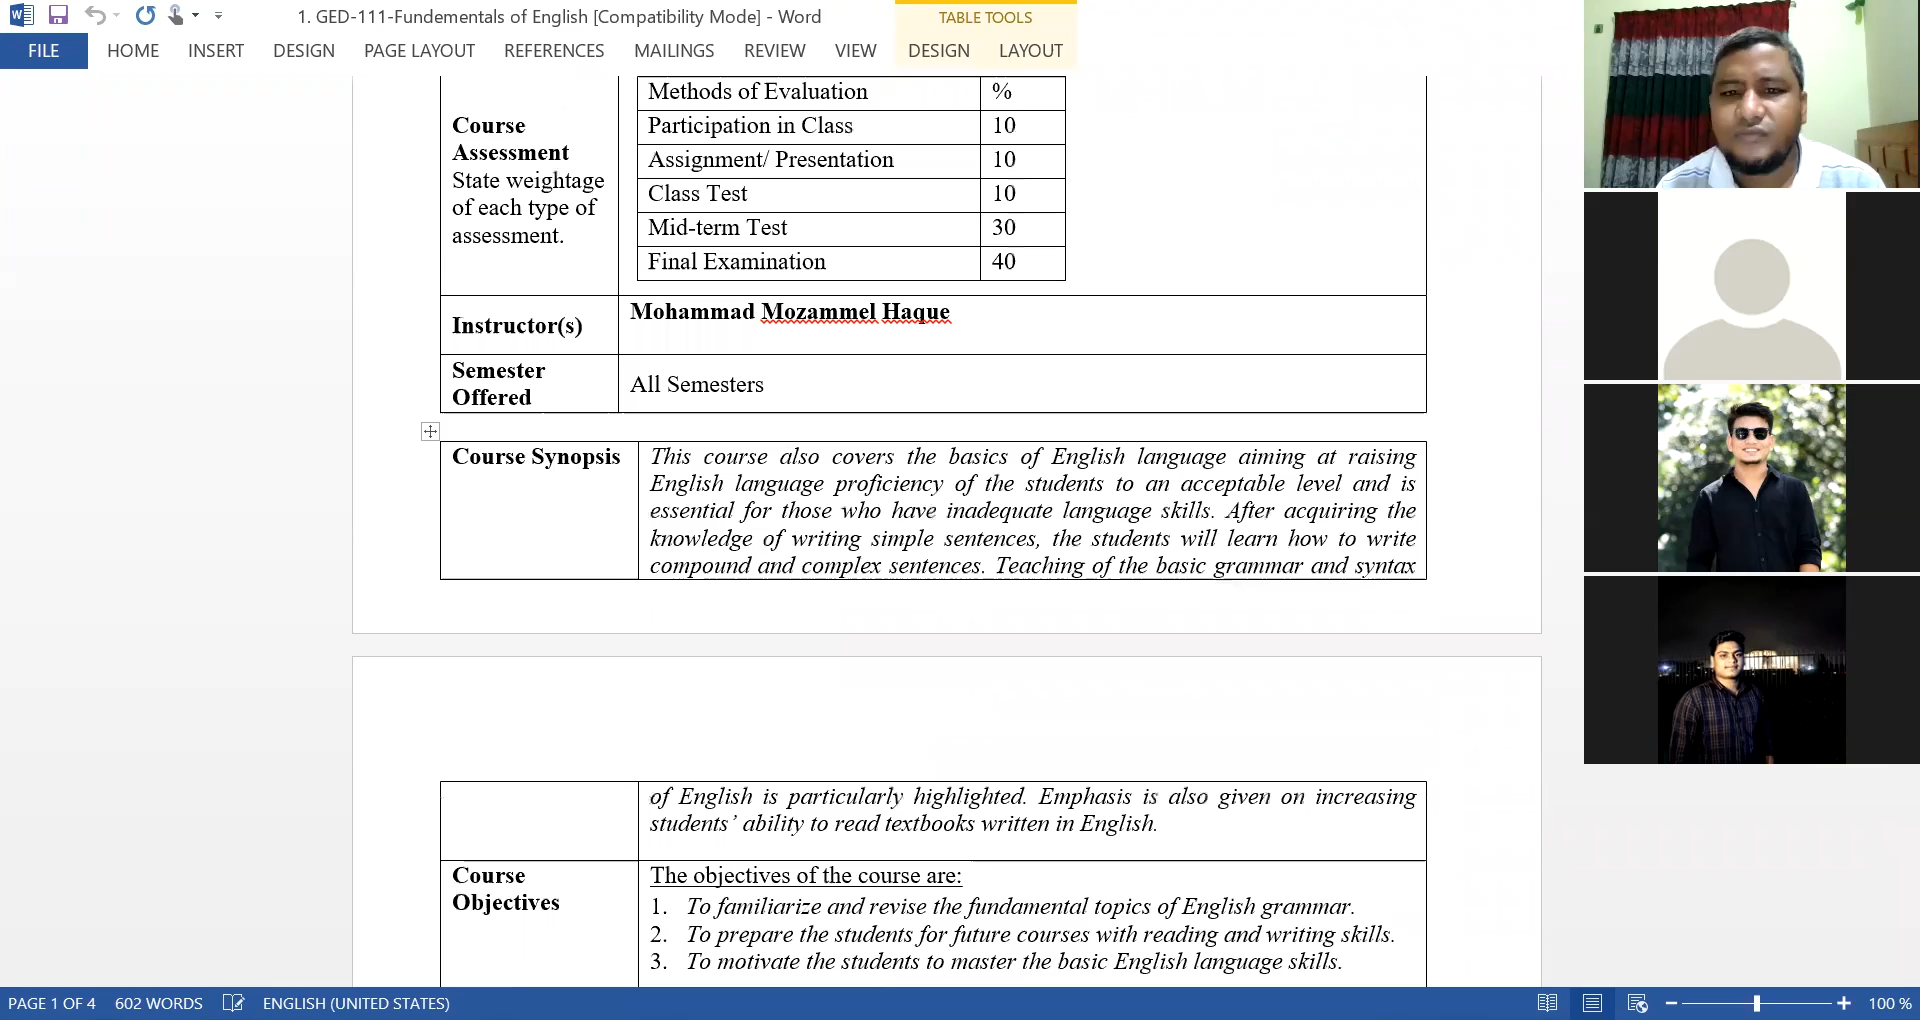 1. GED-111-Fundementals of English [Compatibility Mode] - Word
TABLE TOOLS
FILE HOME INSERT DESIGN PAGE LAYOUT REFERENCES MAILINGS REVIEW VIEW DESIGN LAYOUT
Course
Assessment
State weightage
of each type of
assessment.
Methods of Evaluation %
Participation in Class 10
Assignment/ Presentation 10
Class Test 10
Mid-term Test 30
Final Examination 40
Instructor(s) Mohammad Mozammel Haque
Semester
Offered
All Semesters
Course Synopsis
This course also covers the basics of English language aiming at raising
English language proficiency of the students to an acceptable level and is
essential for those who have inadequate language skills. After acquiring the
knowledge of writing simple sentences, the students will learn how to write
compound and complex sentences. Teaching of the basic grammar and syntax
of English is particularly highlighted. Emphasis is also given on increasing
students’ ability to read textbooks written in English.
Course
Objectives
The objectives of the course are:
1. To familiarize and revise the fundamental topics of English grammar.
2. To prepare the students for future courses with reading and writing skills.
3. To motivate the students to master the basic English language skills.
PAGE 1 OF 4 602 WORDS ENGLISH (UNITED STATES) 100 %